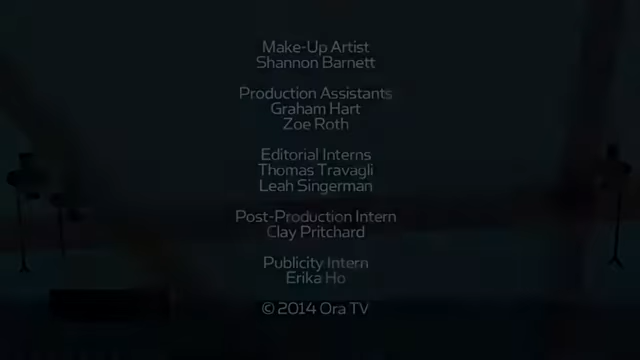 Make-Up Artist
Shannon Barnett
Production Assistants
Graham Hart
Zoe Roth
Editorial Interns
Thomas Travagli
Leah Singerman
Post-Production Intern
Clay Pritchard
Publicity Intern
Erika Ho
© 2014 Ora TV